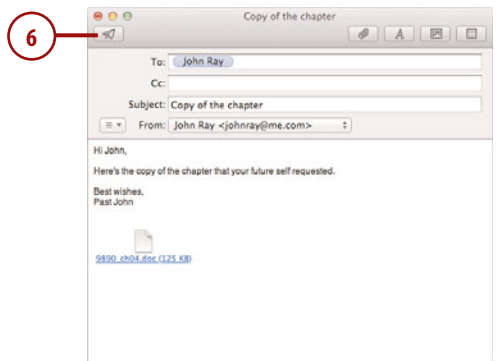 Copy of the chapter
6
To: John Ray
Cc:
Subject: Copy of the chapter
From: John Ray <johnray@me.com>
Hi John,
Here's the copy of the chapter that your future self requested.
Best wishes,
Past John
9890_ch04.doc (125 KB)